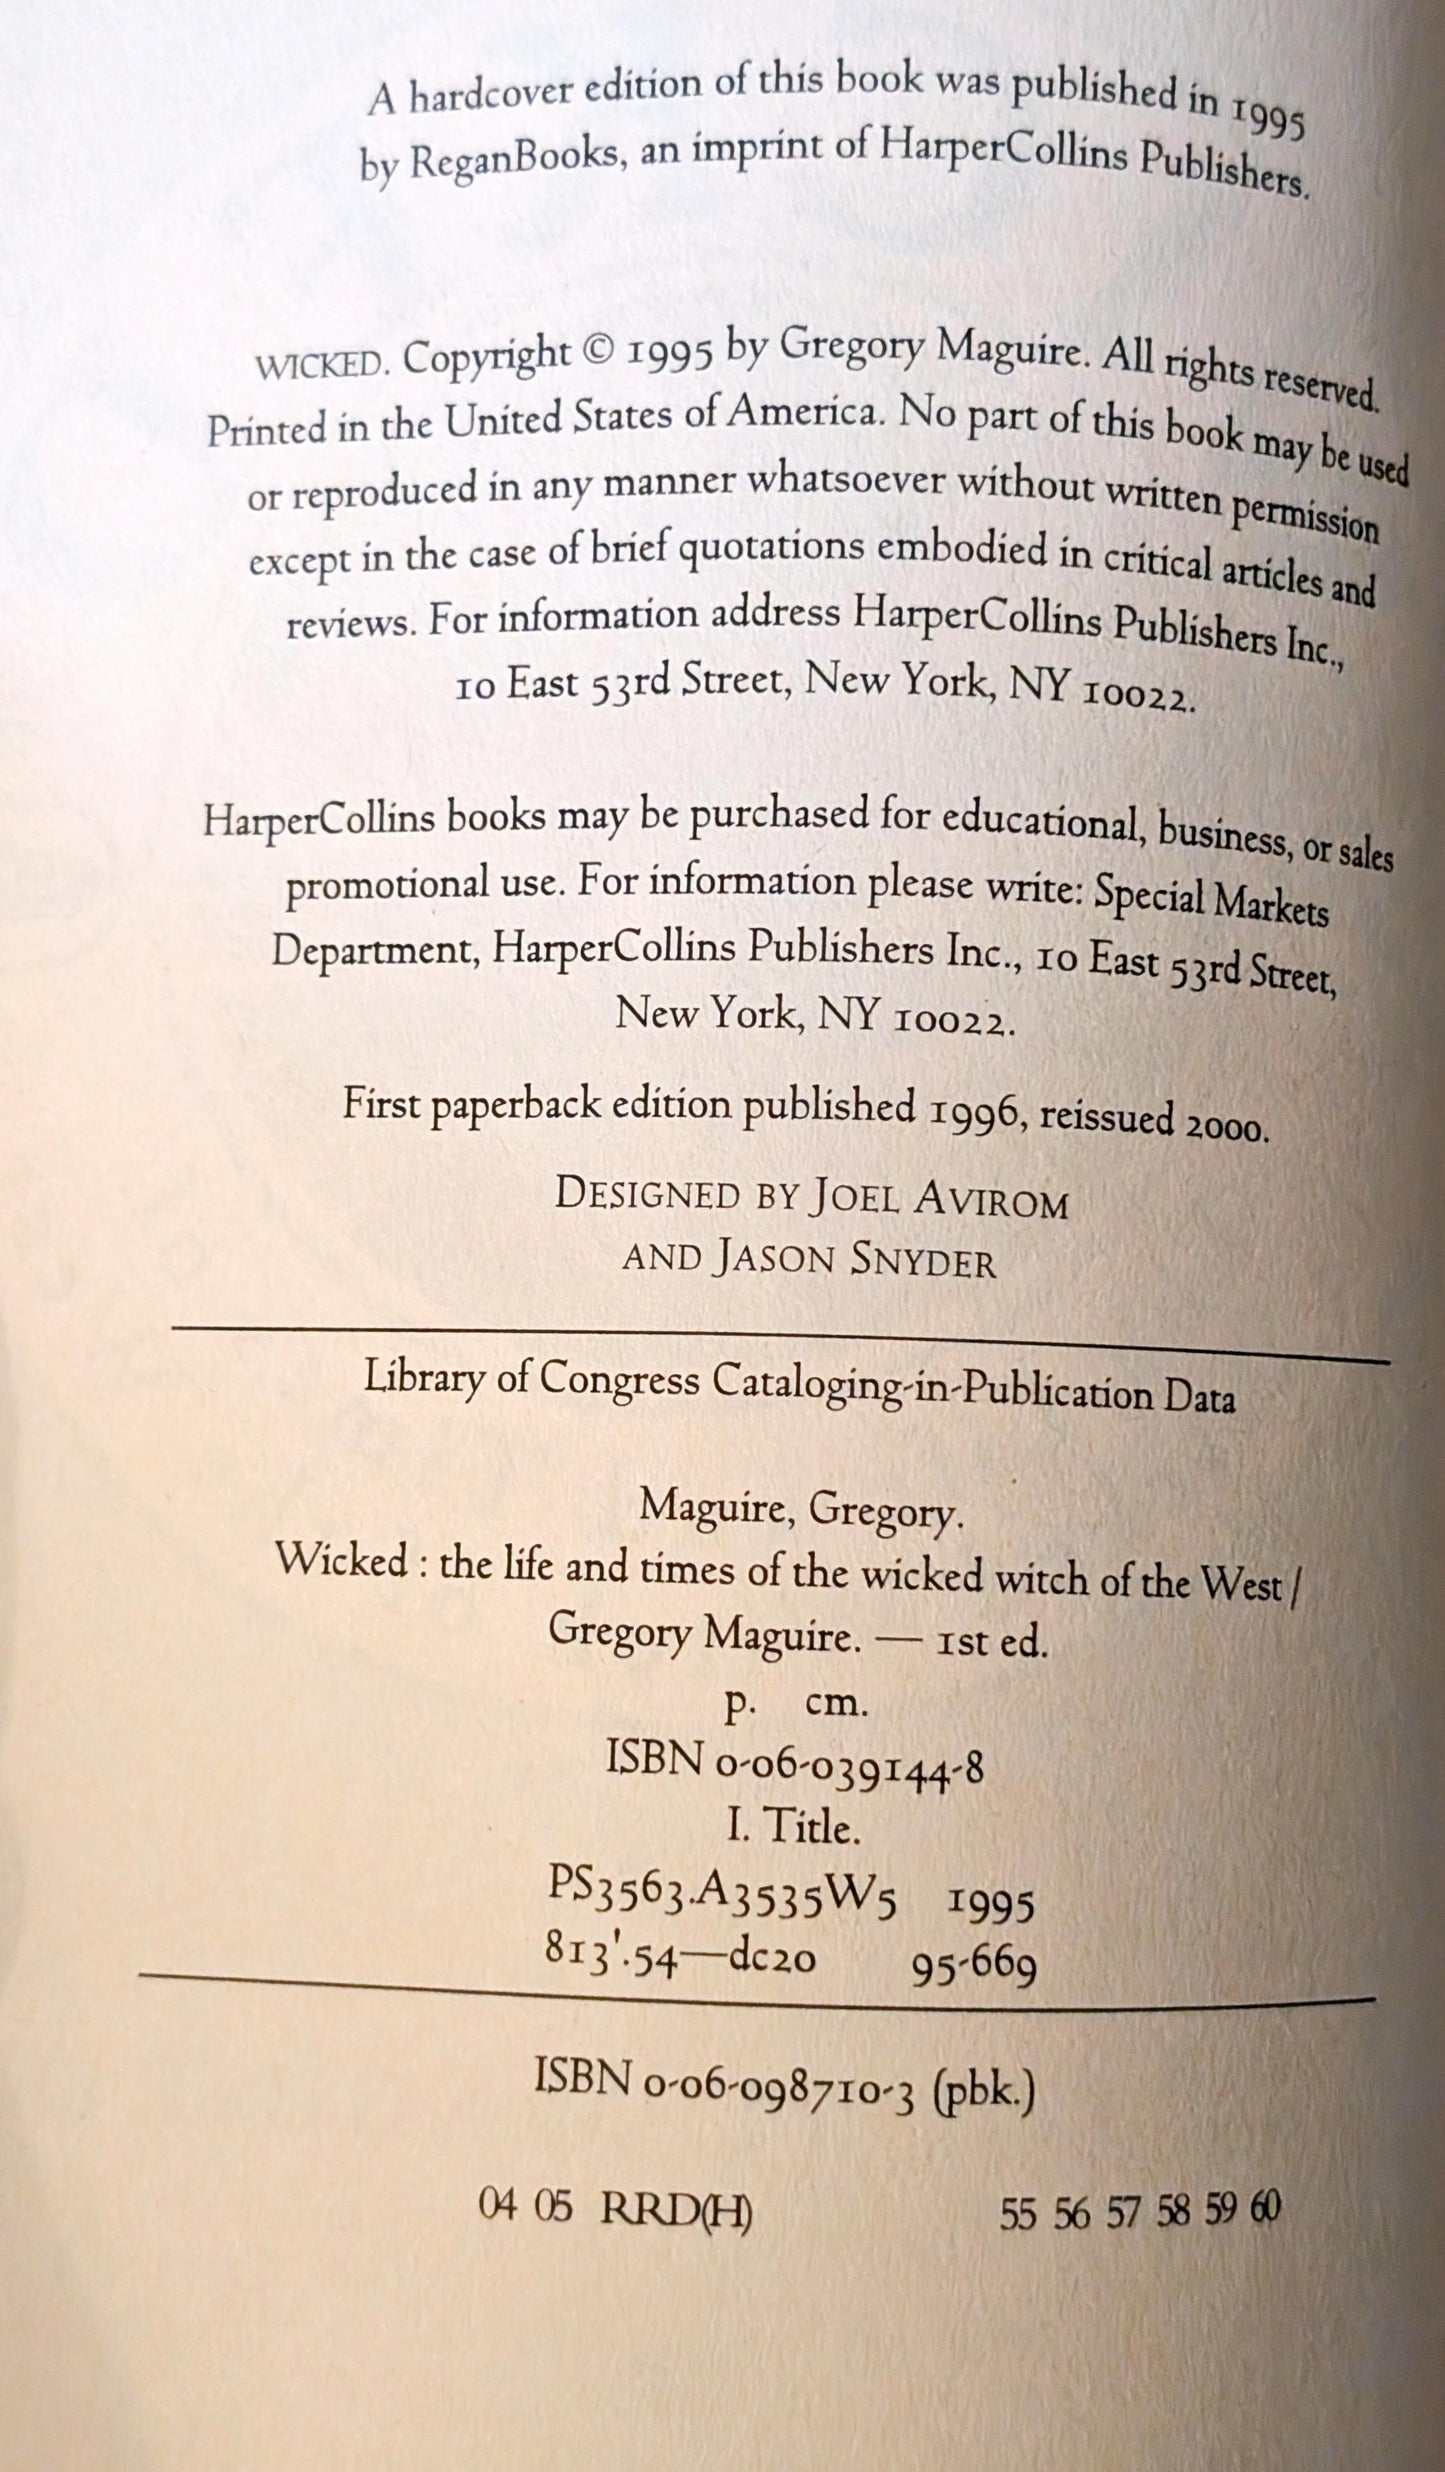 A hardcover edition of this book was published in 1995
by ReganBooks, an imprint of HarperCollins Publishers.
WICKED. Copyright © 1995 by Gregory Maguire. All rights reserved.
Printed in the United States of America. No part of this book may be used
or reproduced in any manner whatsoever without written permission
except in the case of brief quotations embodied in critical articles and
reviews. For information address HarperCollins Publishers Inc.,
10 East 53rd Street, New York, NY 10022.
HarperCollins books may be purchased for educational, business, or sales
promotional use. For information please write: Special Markets
Department, HarperCollins Publishers Inc., 10 East 53rd Street,
New York, NY 10022.
First paperback edition published 1996, reissued 2000.
DESIGNED BY JOEL AVIROM
AND JASON SNYDER
Library of Congress Cataloging-in-Publication Data
Maguire, Gregory.
Wicked : the life and times of the wicked witch of the West /
Gregory Maguire. — 1st ed.
p. cm.
ISBN 0-06-039144-8
I. Title.
PS3563.A3535W5 1995
813'.54—dc20 95-669
ISBN 0-06-098710-3 (pbk.)
04 05 RRD(H) 55 56 57 58 59 60